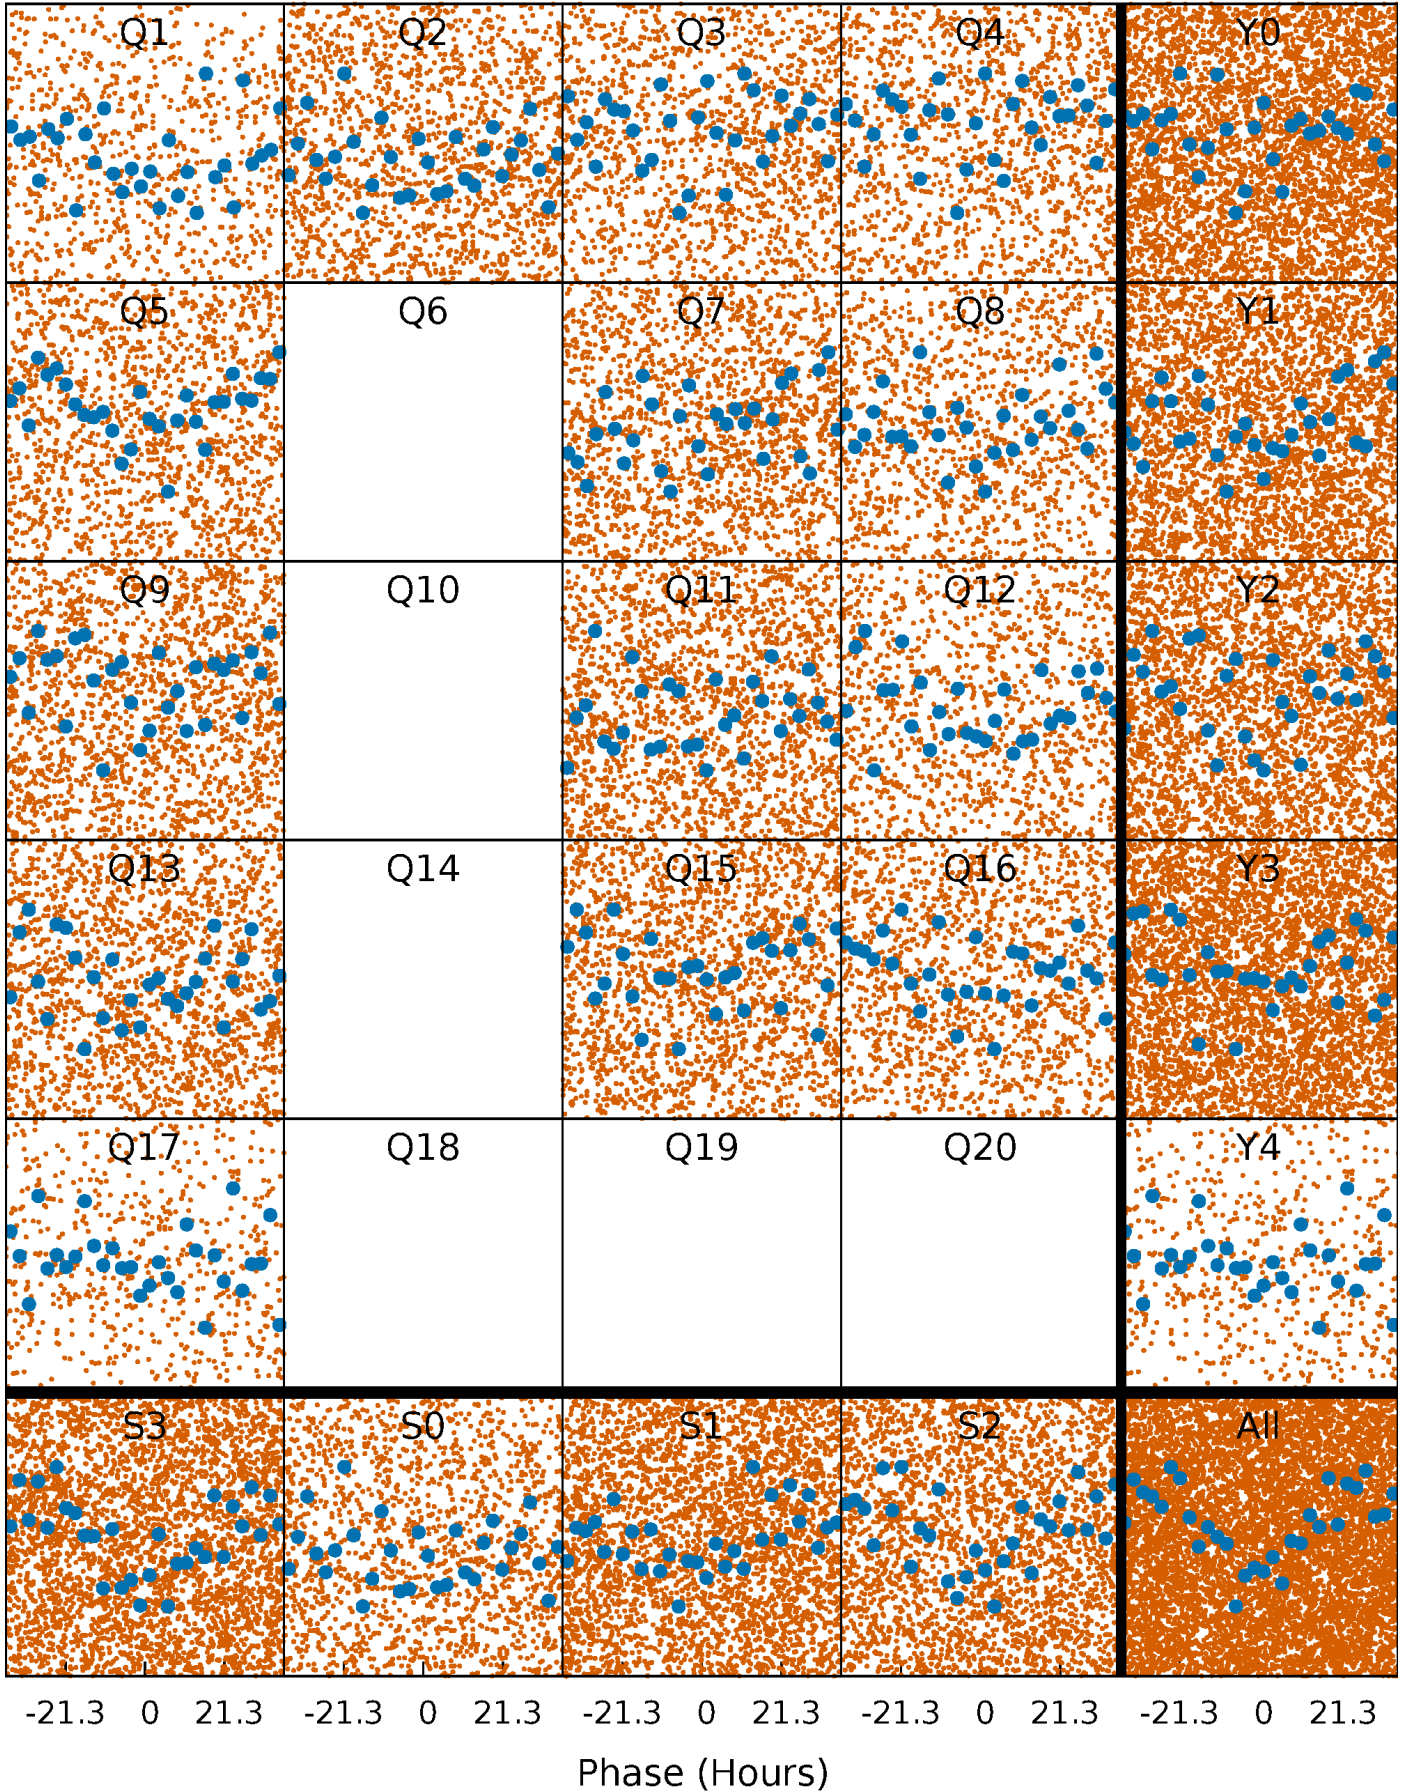 Q1 Q2 Q3 Q4 Y0
Q5 Q6 Q7 Q8 Y1
Q9 Q10 Q11 Q12 Y2
Q13 Q14 Q15 Q16 Y3
Q17 Q18 Q19 Q20 Y4
S3 S0 S1 S2 All
-21.3 0 21.3 -21.3 0 21.3 -21.3 0 21.3 -21.3 0 21.3 -21.3 0 21.3
Phase (Hours)